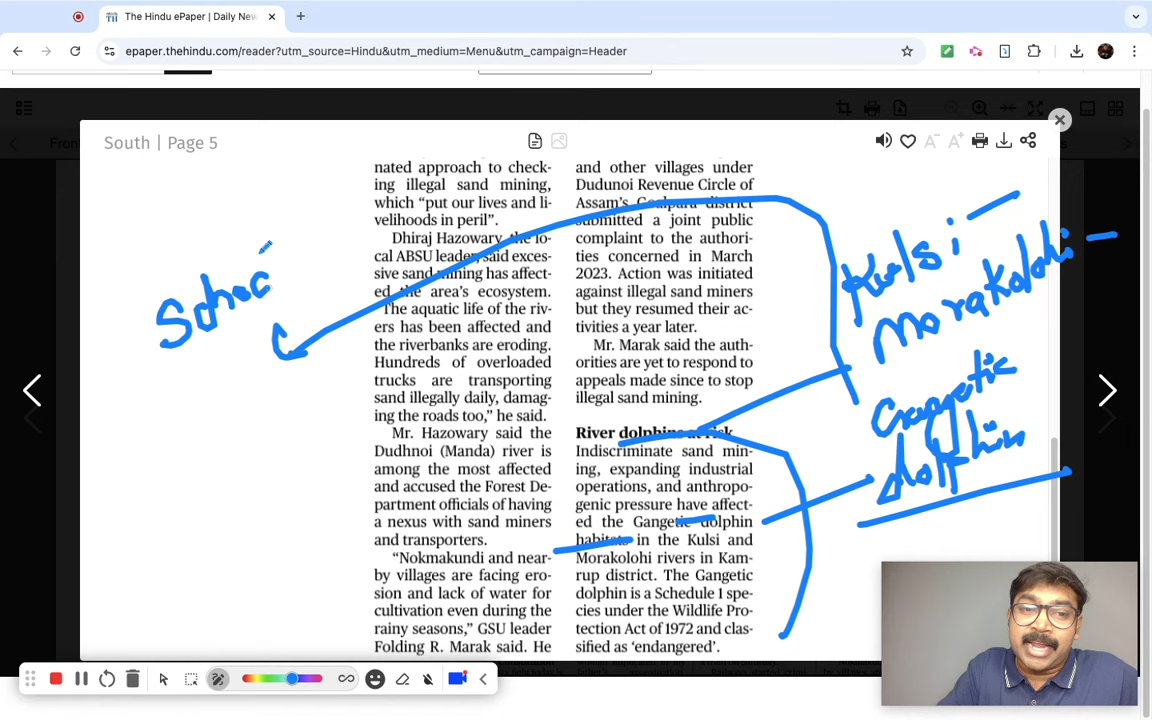 The Hindu ePaper | Daily New
epaper.thehindu.com/reader?utm_source=Hindu&utm_medium=Menu&utm_campaign=Header
South | Page 5
A-
A+
nated approach to check-
ing illegal sand mining,
which “put our lives and li-
velihoods in peril”.
Dhiraj Hazowary, the lo-
cal ABSU leader, said exces-
sive sand mining has affect-
ed the area's ecosystem.
“The aquatic life of the riv-
ers has been affected and
the riverbanks are eroding.
Hundreds of overloaded
trucks are transporting
sand illegally daily, damag-
ing the roads too,” he said.
Mr. Hazowary said the
Dudhnoi (Manda) river is
among the most affected
and accused the Forest De-
partment officials of having
a nexus with sand miners
and transporters.
“Nokmakundi and near-
by villages are facing ero-
sion and lack of water for
cultivation even during the
rainy seasons,” GSU leader
Folding R. Marak said. He
and other villages under
Dudunoi Revenue Circle of
Assam's Goalpara district
submitted a joint public
complaint to the authori-
ties concerned in March
2023. Action was initiated
against illegal sand miners
but they resumed their ac-
tivities a year later.
Mr. Marak said the auth-
orities are yet to respond to
appeals made since to stop
illegal sand mining.
River dolphins at risk
Indiscriminate sand min-
ing, expanding industrial
operations, and anthropo-
genic pressure have affect-
ed the Gangetic dolphin
habitats in the Kulsi and
Morakolohi rivers in Kam-
rup district. The Gangetic
dolphin is a Schedule 1 spe-
cies under the Wildlife Pro-
tection Act of 1972 and clas-
sified as ‘endangered’.
Kulsi
Morakolohi
Gangetic
dolphin